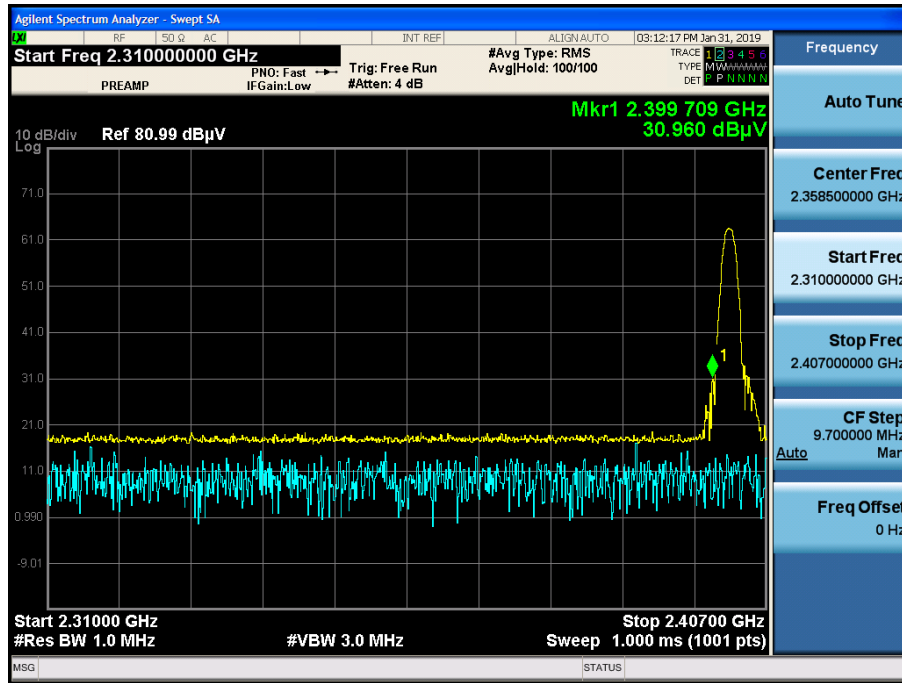 Agilent Spectrum Analyzer - Swept SA
LXI RF 50 Ω AC INT REF ALIGNAUTO 03:12:17 PM Jan 31, 2019
Start Freq 2.310000000 GHz
PREAMP
PNO: Fast
IFGain:Low
Trig: Free Run
#Atten: 4 dB
#Avg Type: RMS
Avg|Hold: 100/100
TRACE 1 2 3 4 5 6
TYPE MWWWWW
DET P P N N N N
Mkr1 2.399 709 GHz
30.960 dBµV
10 dB/div Ref 80.99 dBµV
Log
71.0
61.0
51.0
41.0
31.0
21.0
11.0
0.990
-9.01
1
Start 2.31000 GHz Stop 2.40700 GHz
#Res BW 1.0 MHz #VBW 3.0 MHz Sweep 1.000 ms (1001 pts)
MSG STATUS
Frequency
Auto Tune
Center Freq
2.358500000 GHz
Start Freq
2.310000000 GHz
Stop Freq
2.407000000 GHz
CF Step
9.700000 MHz
Auto Man
Freq Offset
0 Hz